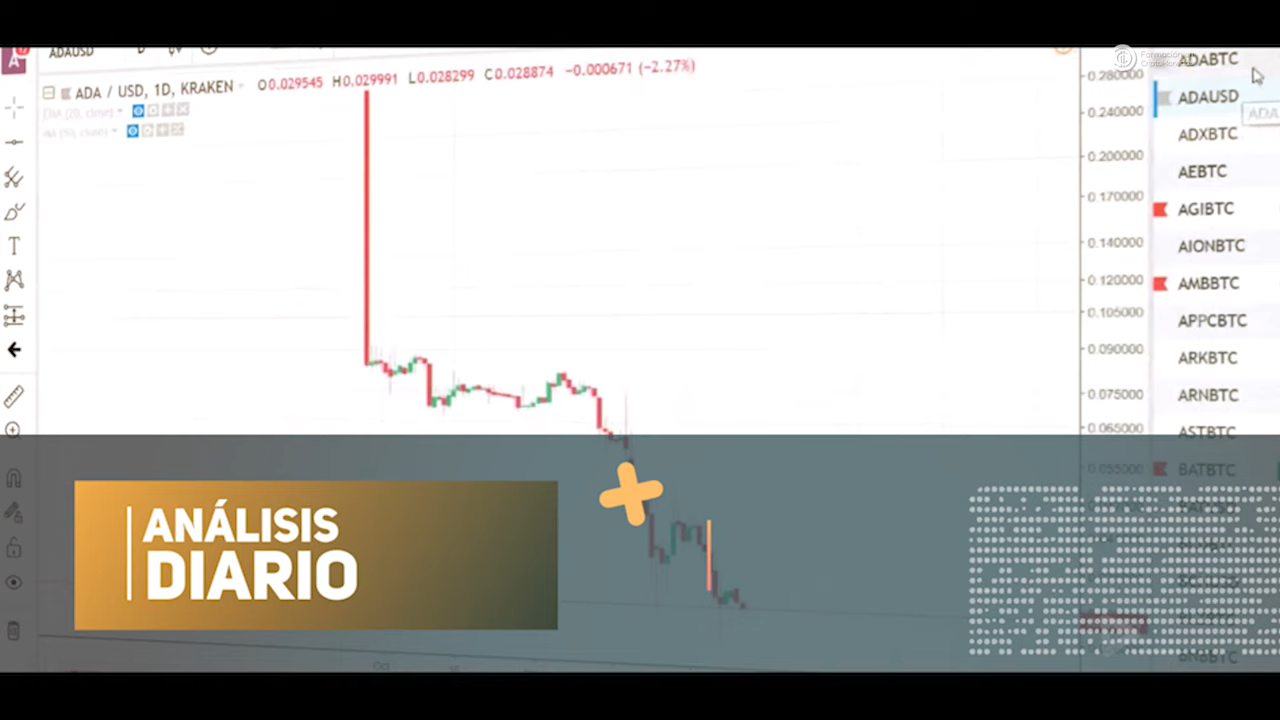 ADAUSD
ADA / USD, 1D, KRAKEN
O0.029545 H0.029991 L0.028299 C0.028874 −0.000671 (−2.27%)
0.280000
0.240000
0.200000
0.170000
0.140000
0.120000
0.105000
0.090000
0.075000
0.065000
0.055000
ADABTC
ADAUSD
ADA
ADXBTC
AEBTC
AGIBTC
AIONBTC
AMBBTC
APPCBTC
ARKBTC
ARNBTC
ASTBTC
BATBTC
ANÁLISIS
DIARIO